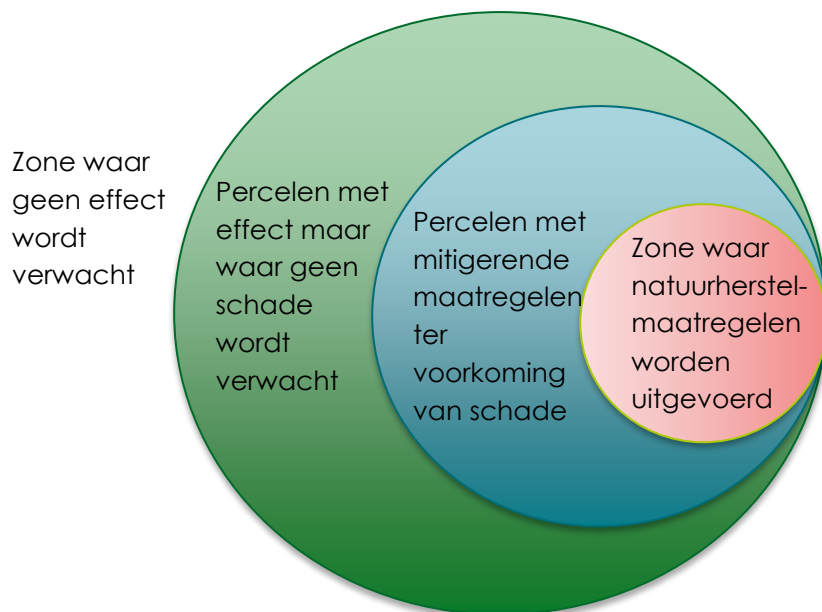 Zone waar
geen effect
wordt
verwacht
Percelen met
effect maar
waar geen
schade
wordt
verwacht
Percelen met
mitigerende
maatregelen
ter
voorkoming
van schade
Zone waar
natuurherstel-
maatregelen
worden
uitgevoerd